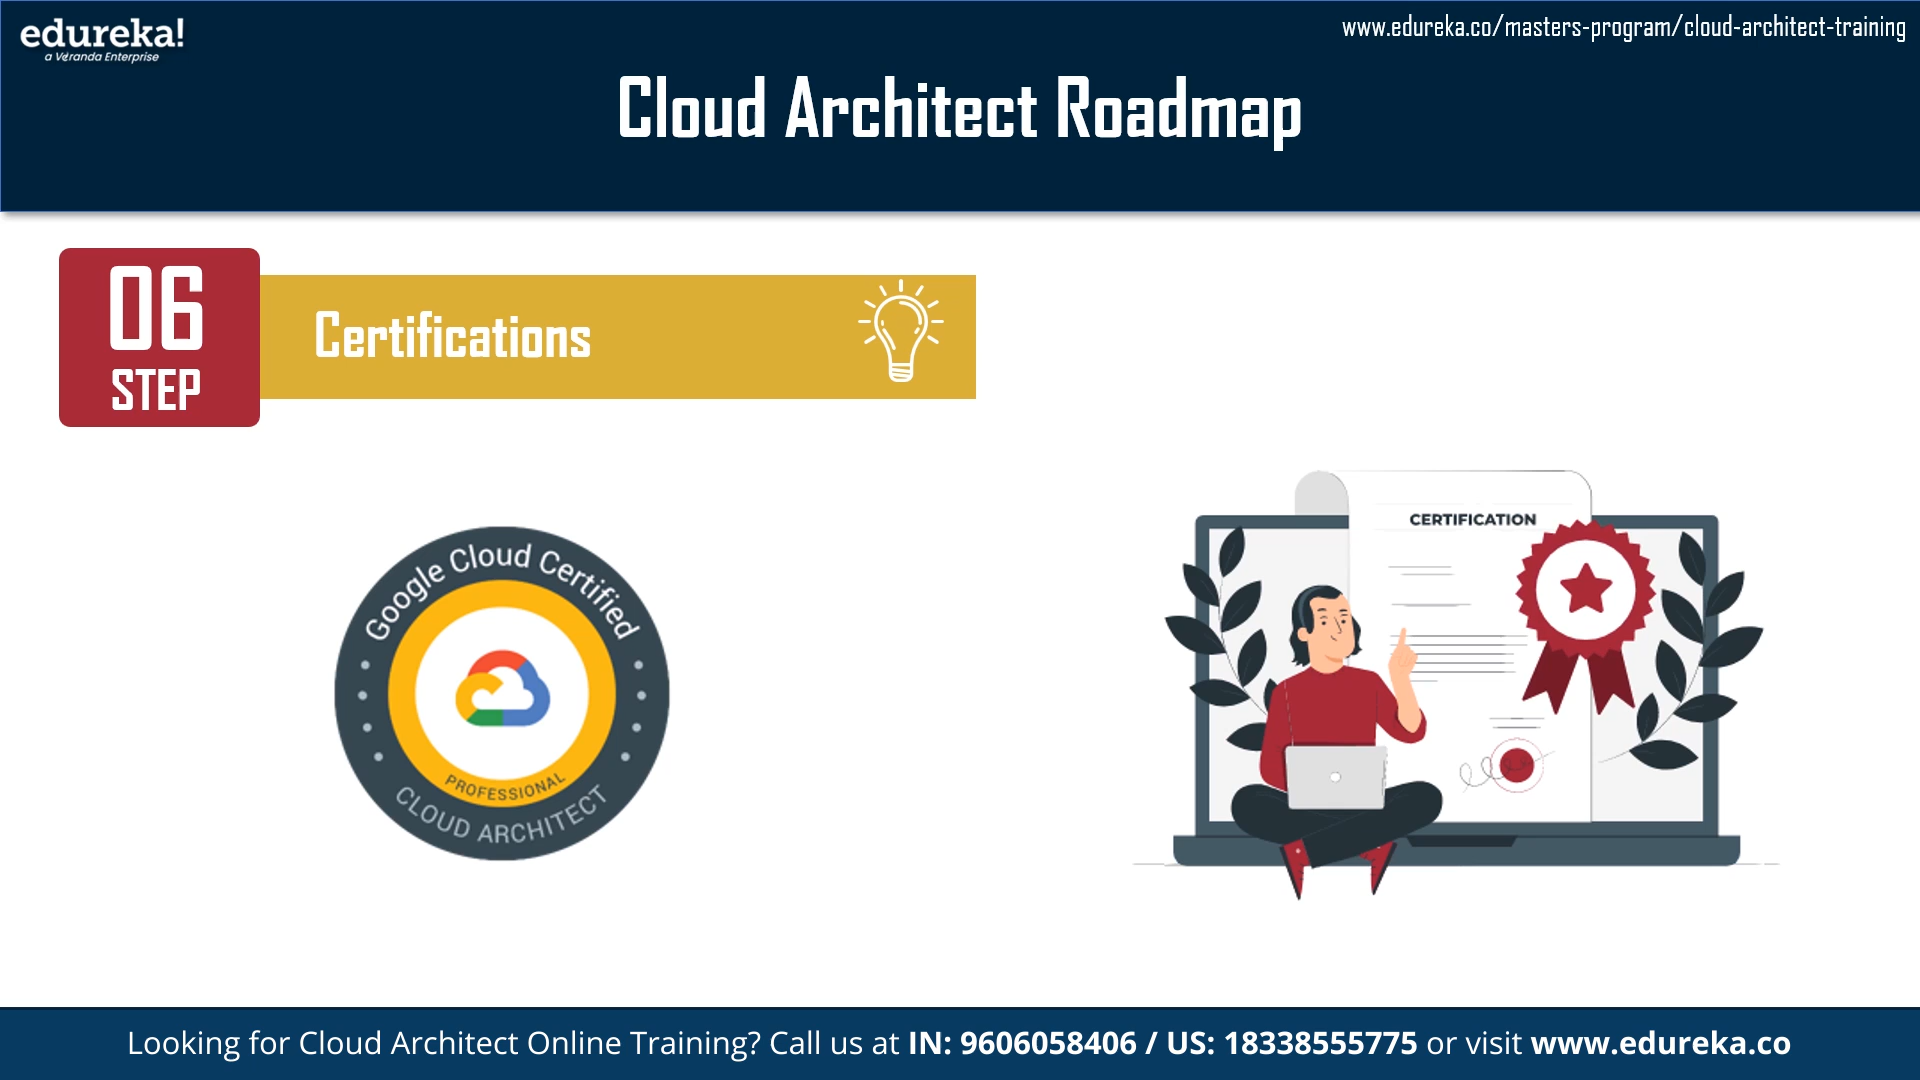 edureka!
a Veranda Enterprise
www.edureka.co/masters-program/cloud-architect-training
Cloud Architect Roadmap
06
STEP
Certifications
Google Cloud Certified
PROFESSIONAL
CLOUD ARCHITECT
CERTIFICATION
Looking for Cloud Architect Online Training? Call us at IN: 9606058406 / US: 18338555775 or visit www.edureka.co